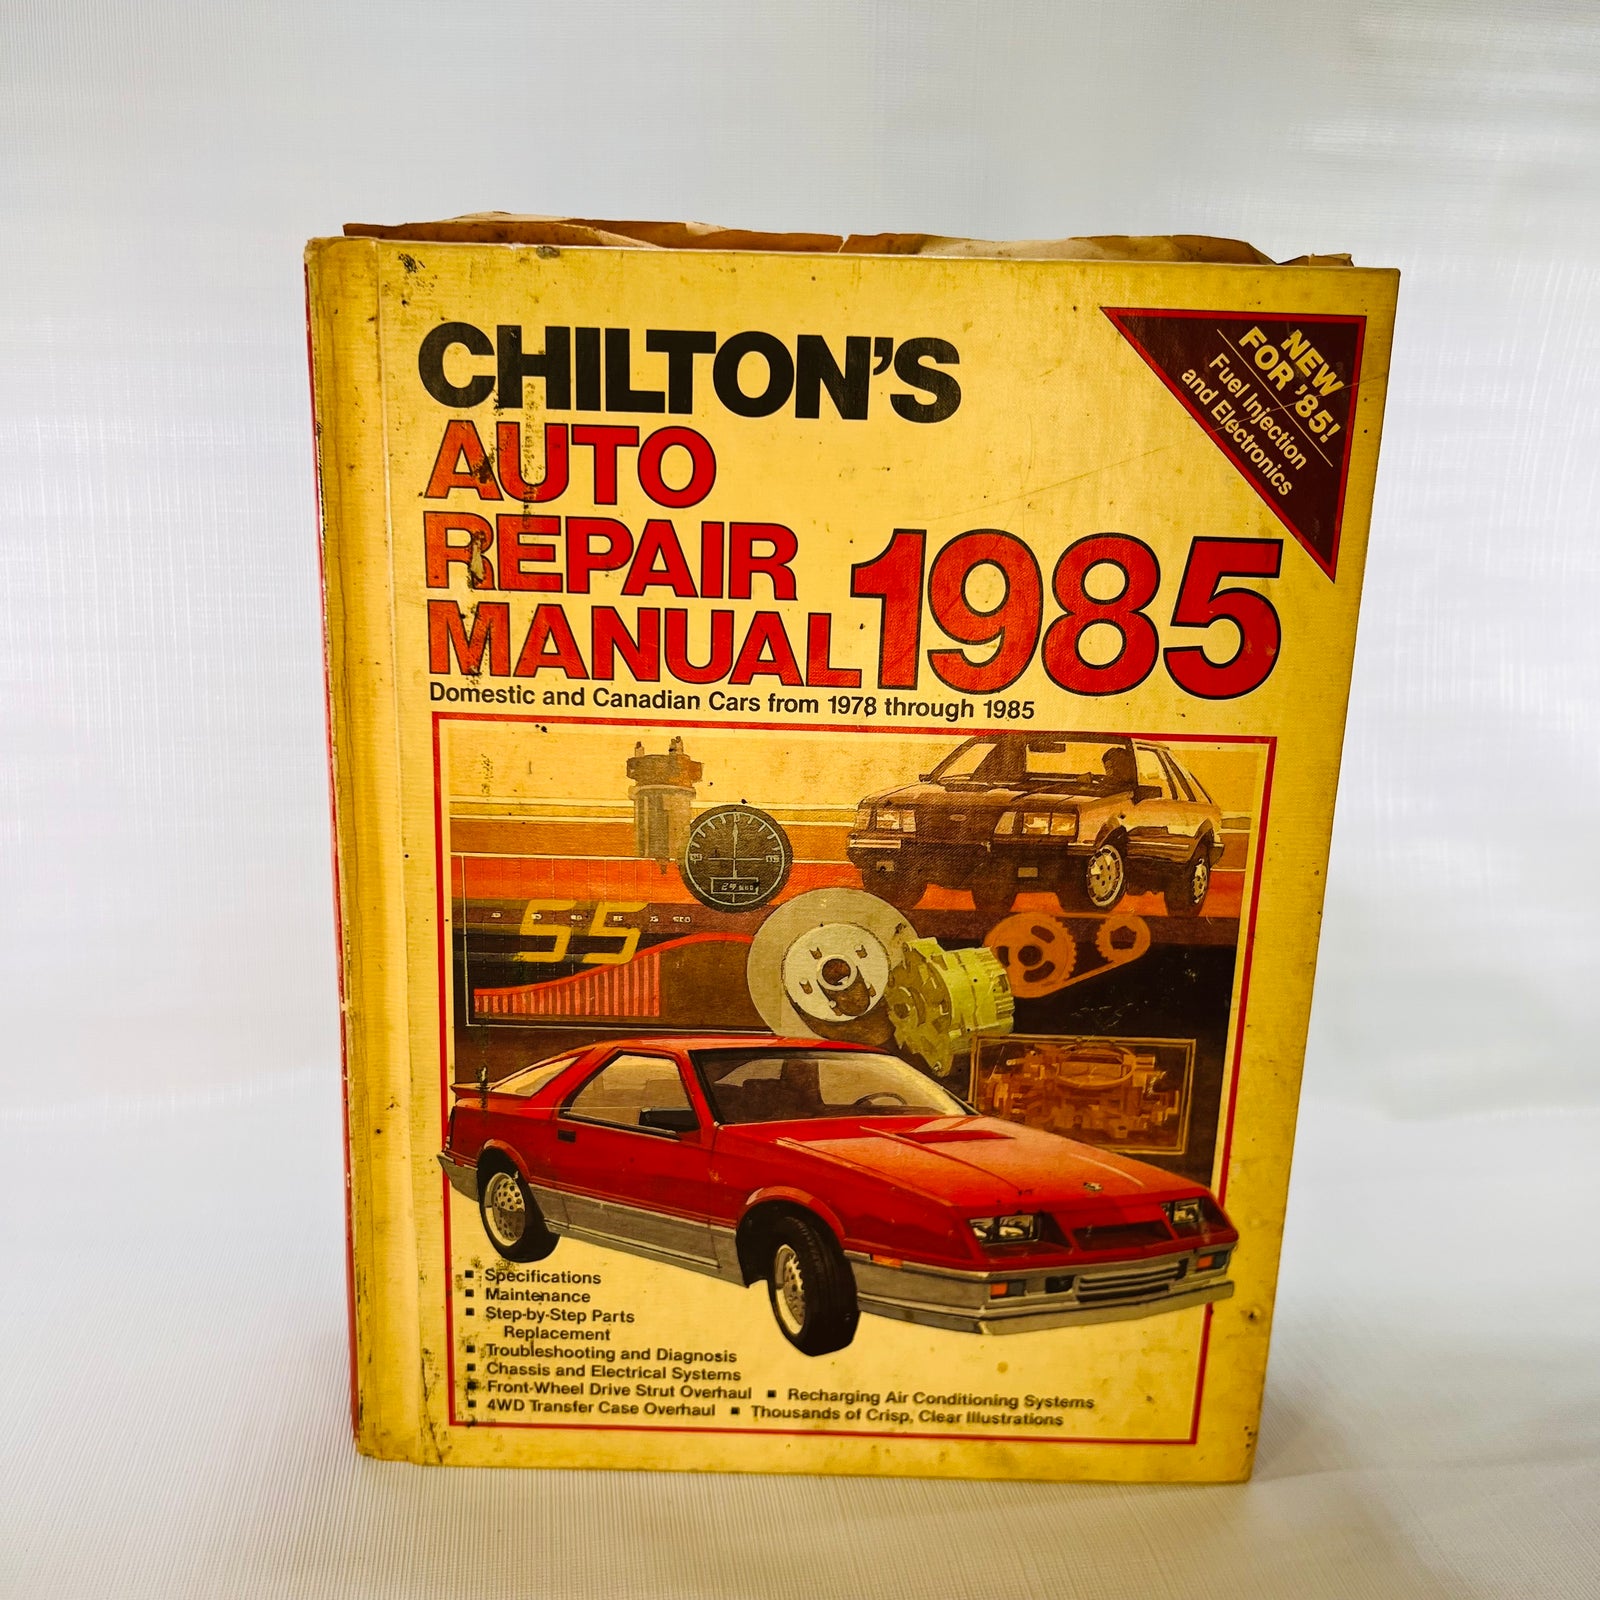 CHILTON'S
AUTO
REPAIR
MANUAL 1985
Domestic and Canadian Cars from 1978 through 1985
NEW
FOR '85!
Fuel Injection
and Electronics
55
■ Specifications
■ Maintenance
■ Step-by-Step Parts
Replacement
■ Troubleshooting and Diagnosis
■ Chassis and Electrical Systems
■ Front-Wheel Drive Strut Overhaul ■ Recharging Air Conditioning Systems
■ 4WD Transfer Case Overhaul ■ Thousands of Crisp, Clear Illustrations